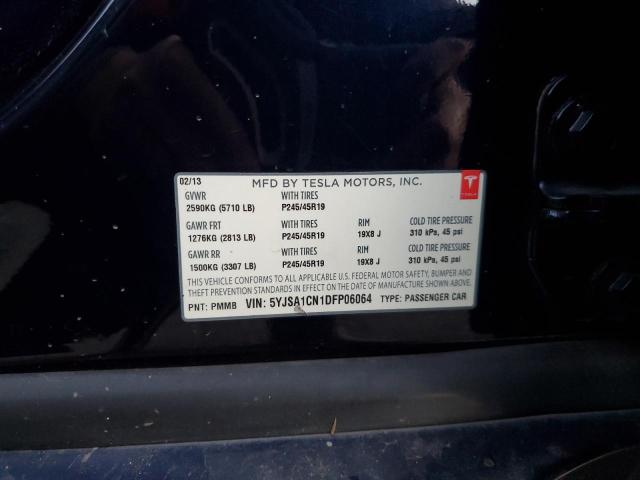 02/13 MFD BY TESLA MOTORS, INC.
GVWR WITH TIRES
2590KG (5710 LB) P245/45R19
GAWR FRT WITH TIRES RIM COLD TIRE PRESSURE
1276KG (2813 LB) P245/45R19 19X8 J 310 kPa, 45 psi
GAWR RR WITH TIRES RIM COLD TIRE PRESSURE
1500KG (3307 LB) P245/45R19 19X8 J 310 kPa, 45 psi
THIS VEHICLE CONFORMS TO ALL APPLICABLE U.S. FEDERAL MOTOR SAFETY, BUMPER AND
THEFT PREVENTION STANDARDS IN EFFECT ON THE DATE OF MANUFACTURE SHOWN ABOVE.
PNT: PMMB VIN: 5YJSA1CN1DFP06064 TYPE: PASSENGER CAR